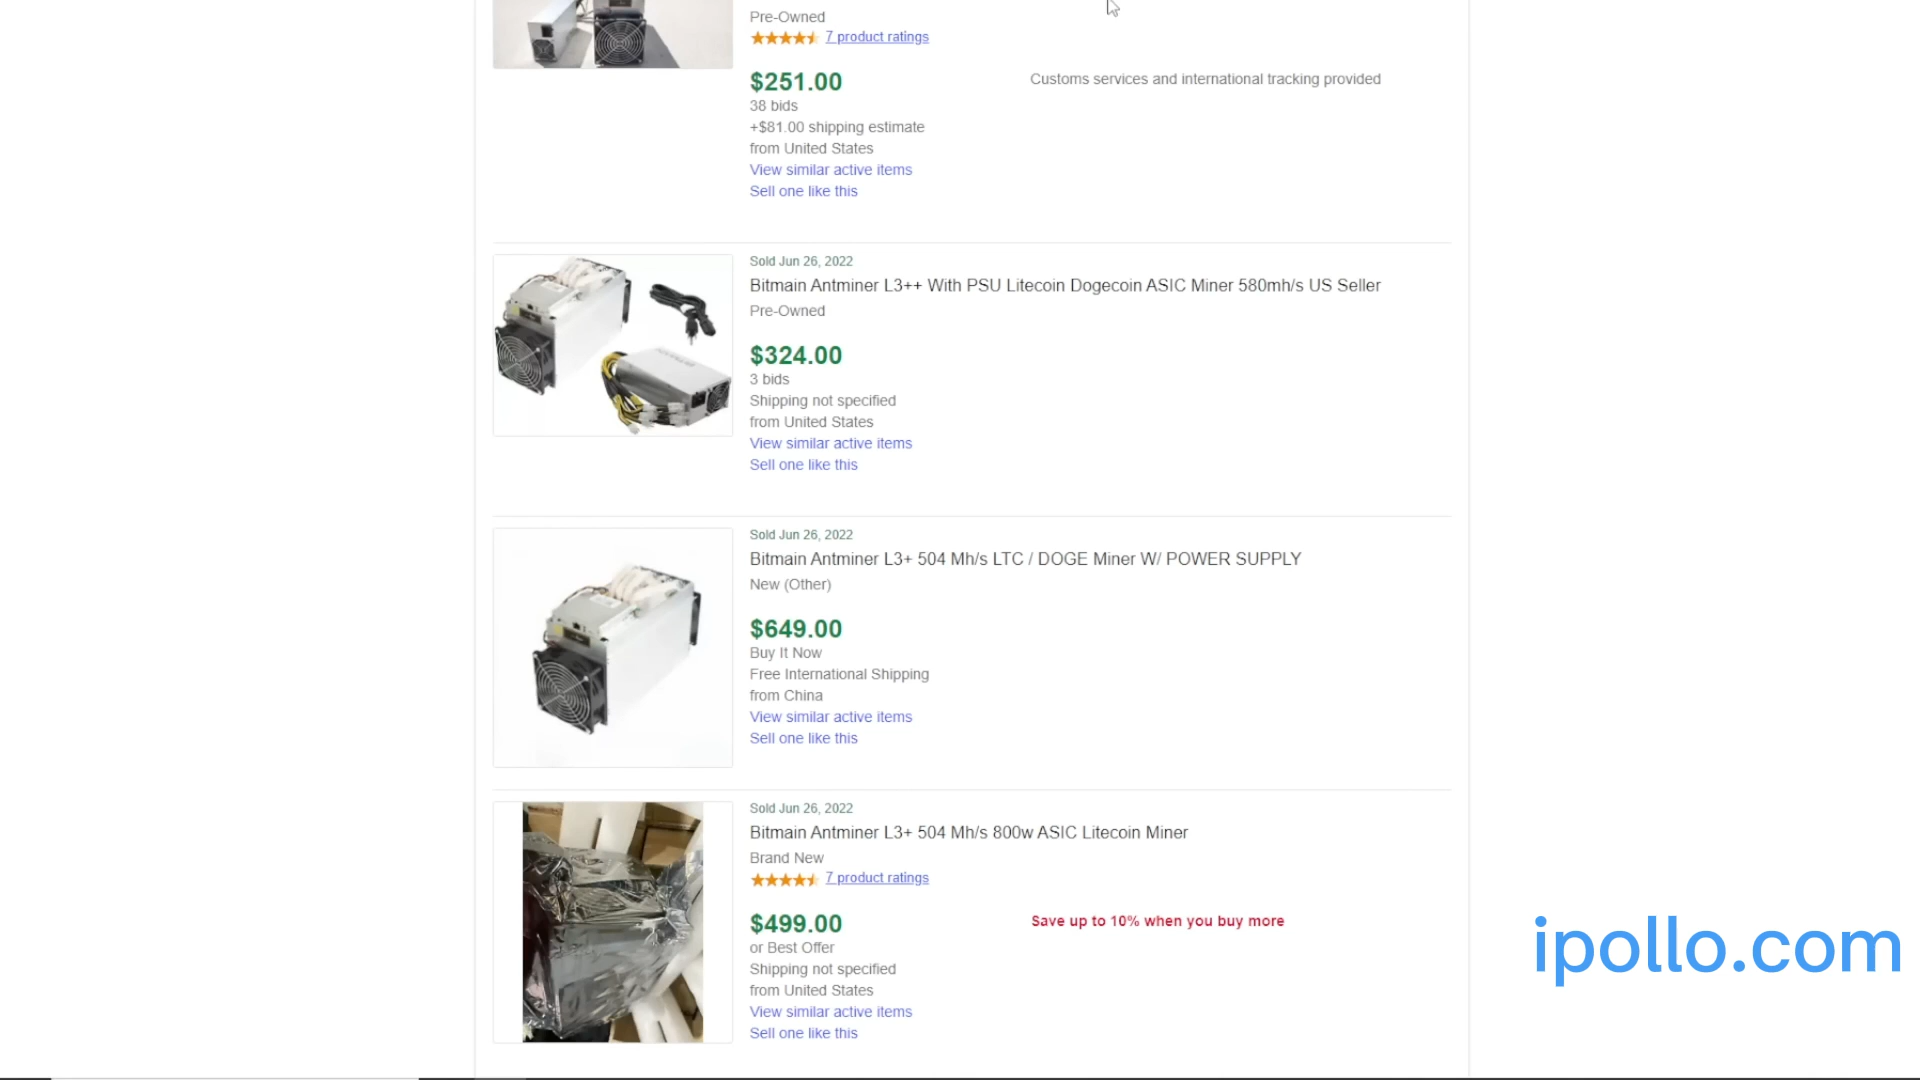 Pre-Owned
7 product ratings
$251.00
Customs services and international tracking provided
38 bids
+$81.00 shipping estimate
from United States
View similar active items
Sell one like this
Sold Jun 26, 2022
Bitmain Antminer L3++ With PSU Litecoin Dogecoin ASIC Miner 580mh/s US Seller
Pre-Owned
$324.00
3 bids
Shipping not specified
from United States
View similar active items
Sell one like this
Sold Jun 26, 2022
Bitmain Antminer L3+ 504 Mh/s LTC / DOGE Miner W/ POWER SUPPLY
New (Other)
$649.00
Buy It Now
Free International Shipping
from China
View similar active items
Sell one like this
Sold Jun 26, 2022
Bitmain Antminer L3+ 504 Mh/s 800w ASIC Litecoin Miner
Brand New
7 product ratings
$499.00
Save up to 10% when you buy more
or Best Offer
Shipping not specified
from United States
View similar active items
Sell one like this
ipollo.com